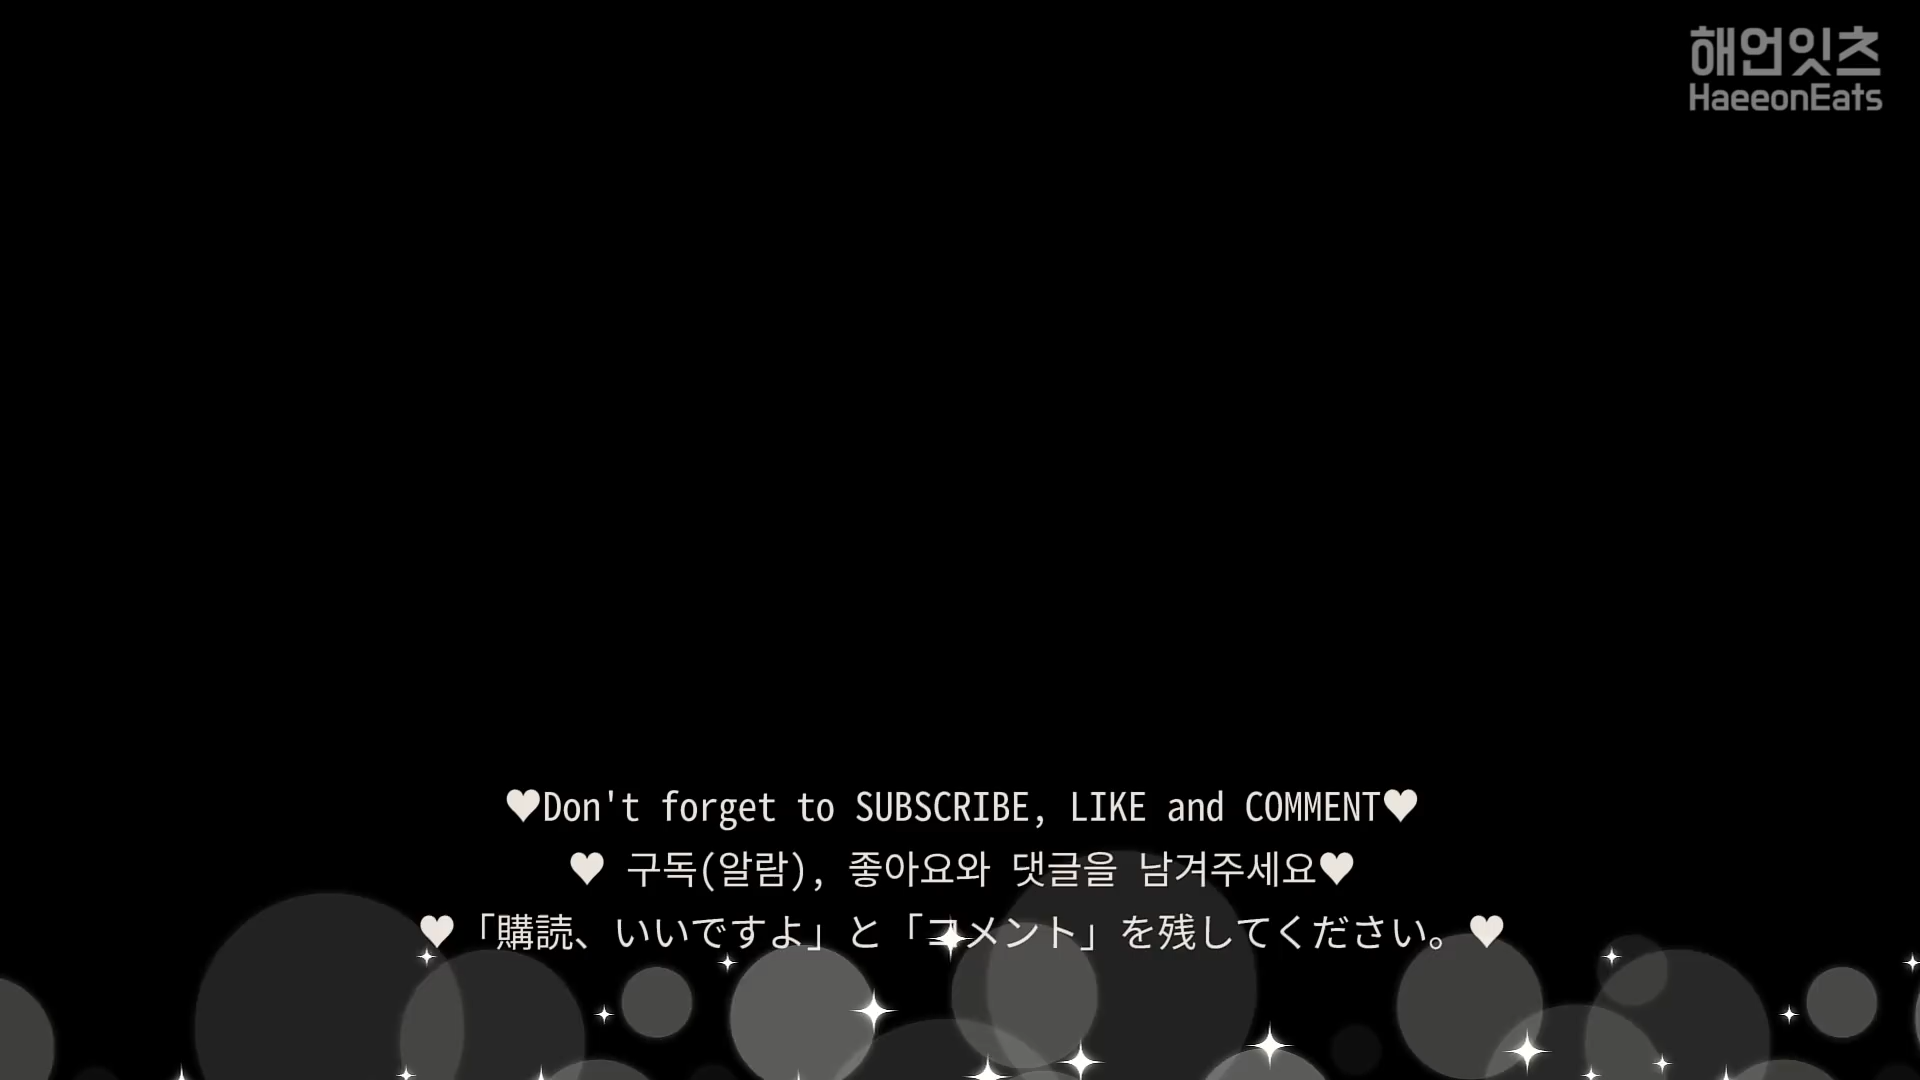 해언잇츠
HaeeonEats
♥Don't forget to SUBSCRIBE, LIKE and COMMENT♥
♥ 구독(알람), 좋아요와 댓글을 남겨주세요♥
♥「購読、いいですよ」と「コメント」を残してください。♥